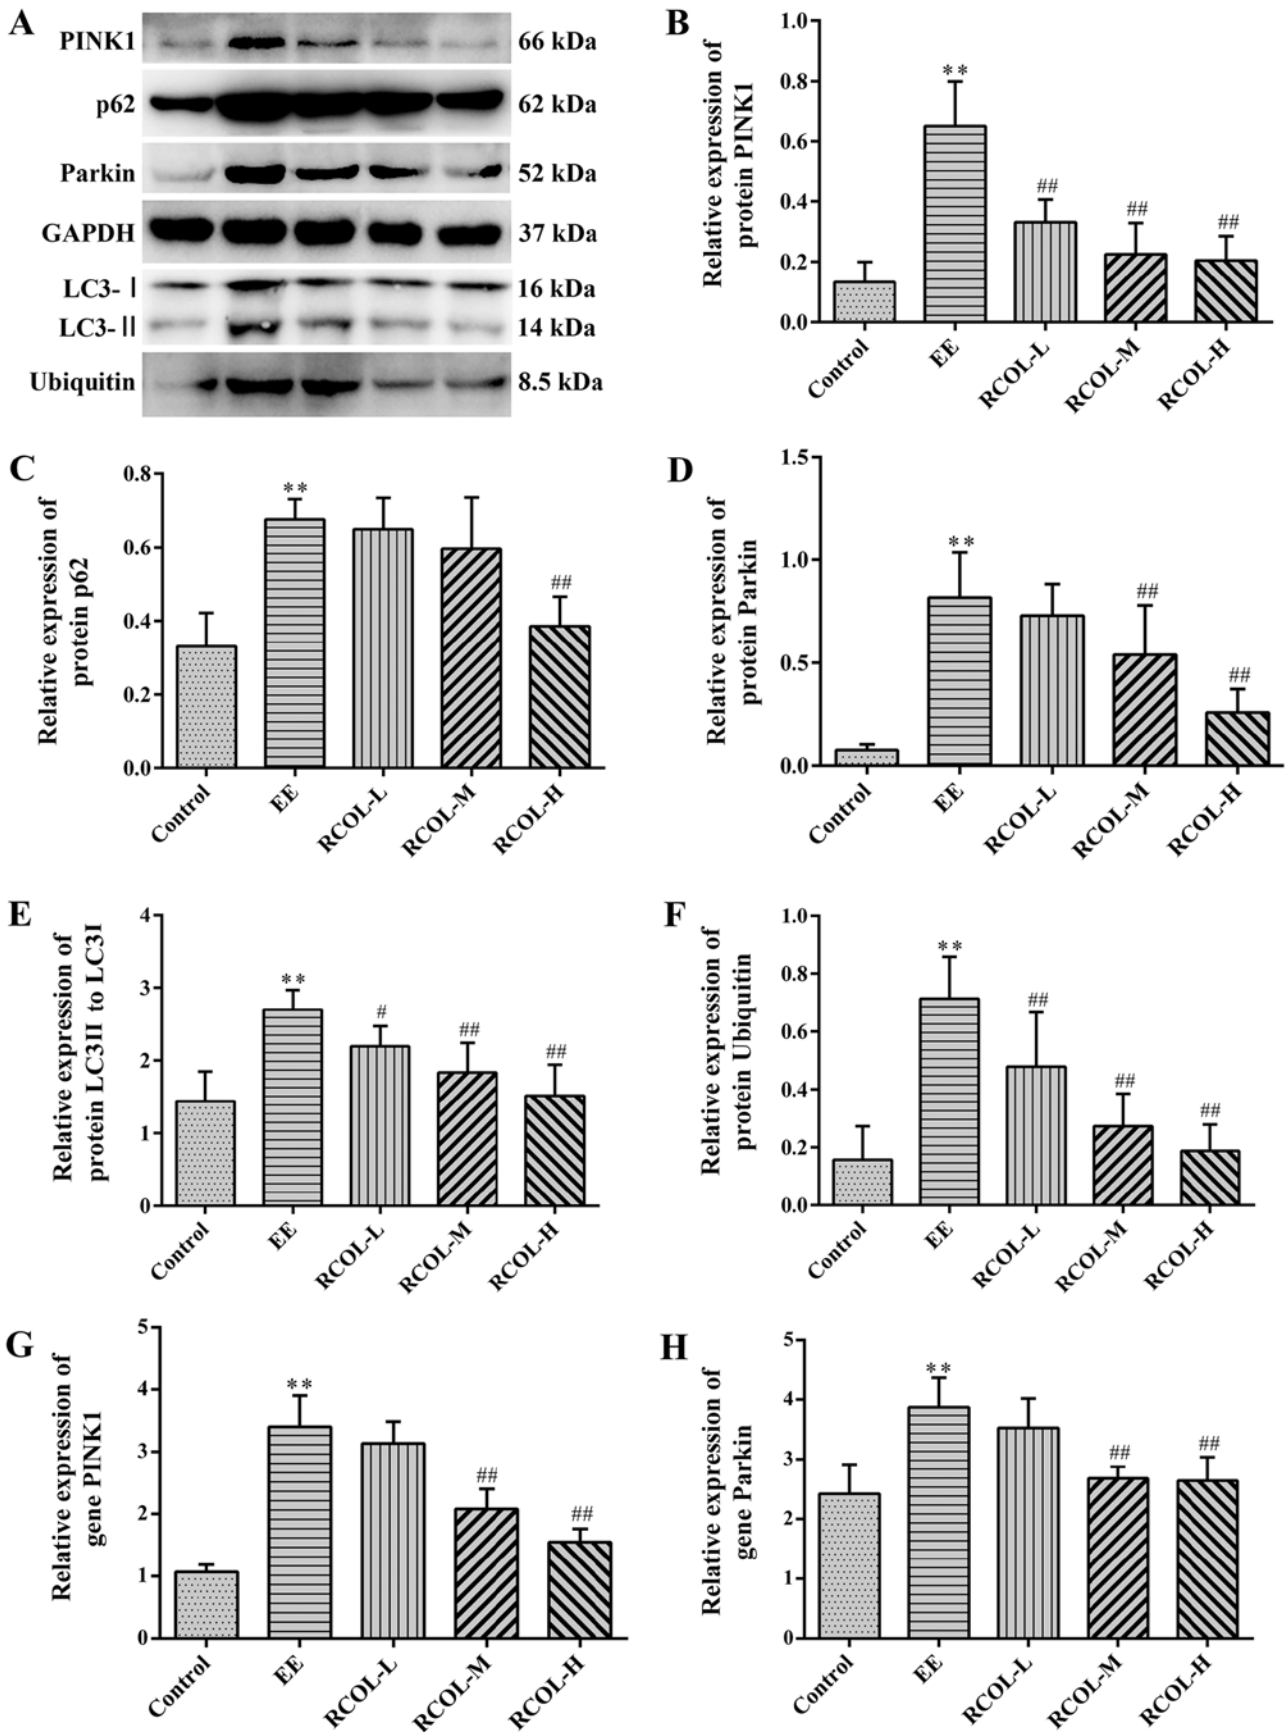 A
PINK1
66 kDa
p62
62 kDa
Parkin
52 kDa
GAPDH
37 kDa
LC3- Ⅰ
16 kDa
LC3- Ⅱ
14 kDa
Ubiquitin
8.5 kDa
B
Relative expression of
protein PINK1
1.0
0.8
0.6
0.4
0.2
0.0
**
##
##
##
Control
EE
RCOL-L
RCOL-M
RCOL-H
C
Relative expression of
protein p62
0.8
0.6
0.4
0.2
0.0
**
##
Control
EE
RCOL-L
RCOL-M
RCOL-H
D
Relative expression of
protein Parkin
1.5
1.0
0.5
0.0
**
##
##
Control
EE
RCOL-L
RCOL-M
RCOL-H
E
Relative expression of
protein LC3II to LC3I
4
3
2
1
0
**
#
##
##
Control
EE
RCOL-L
RCOL-M
RCOL-H
F
Relative expression of
protein Ubiquitin
1.0
0.8
0.6
0.4
0.2
0.0
**
##
##
##
Control
EE
RCOL-L
RCOL-M
RCOL-H
G
Relative expression of
gene PINK1
5
4
3
2
1
0
**
##
##
Control
EE
RCOL-L
RCOL-M
RCOL-H
H
Relative expression of
gene Parkin
5
4
3
2
1
0
**
##
##
Control
EE
RCOL-L
RCOL-M
RCOL-H